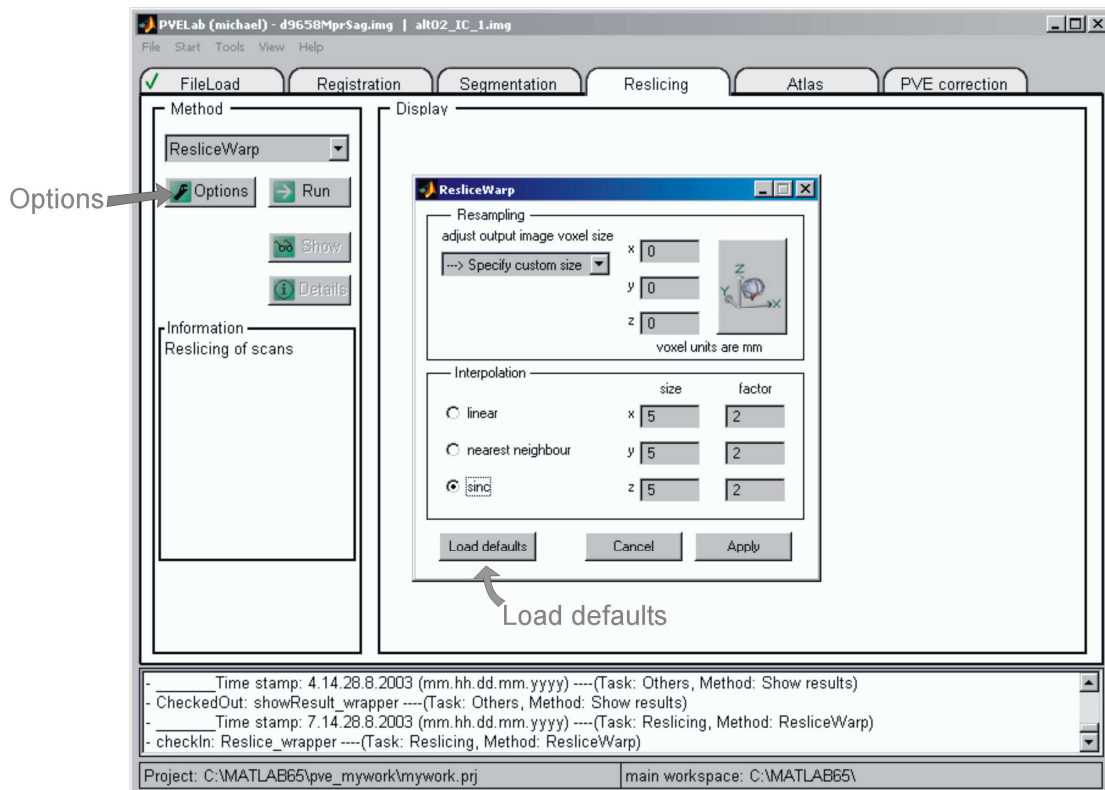 PVELab (michael) - d9658MprSag.img | alt02_IC_1.img
File Start Tools View Help
FileLoad Registration Segmentation Reslicing Atlas PVE correction
Method
Display
ResliceWarp
Options
Options
Run
Show
Details
Information
Reslicing of scans
ResliceWarp
Resampling
adjust output image voxel size
---> Specify custom size
x 0
y 0
z 0
Z
Y
X
voxel units are mm
Interpolation
size factor
linear x 5 2
nearest neighbour y 5 2
sinc z 5 2
Load defaults Cancel Apply
Load defaults
- _______Time stamp: 4.14.28.8.2003 (mm.hh.dd.mm.yyyy) ----(Task: Others, Method: Show results)
- CheckedOut: showResult_wrapper ----(Task: Others, Method: Show results)
- _______Time stamp: 7.14.28.8.2003 (mm.hh.dd.mm.yyyy) ----(Task: Reslicing, Method: ResliceWarp)
- checkIn: Reslice_wrapper ----(Task: Reslicing, Method: ResliceWarp)
Project: C:\MATLAB65\pve_mywork\mywork.prj main workspace: C:\MATLAB65\